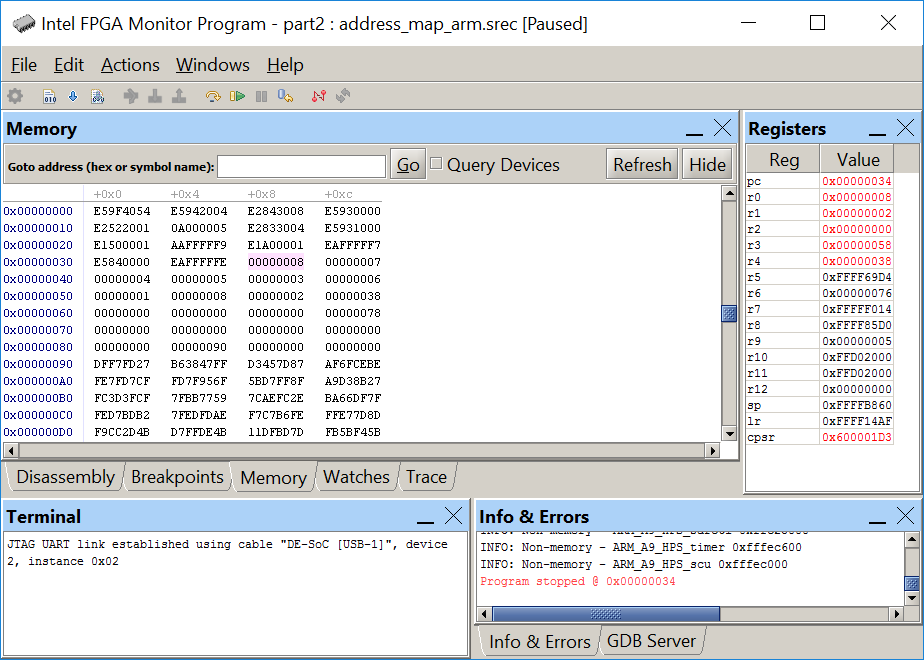 Intel FPGA Monitor Program - part2 : address_map_arm.srec [Paused]
File Edit Actions Windows Help
Memory
Goto address (hex or symbol name): Go Query Devices Refresh Hide
+0x0 +0x4 +0x8 +0xc
0x00000000 E59F4054 E5942004 E2843008 E5930000
0x00000010 E2522001 0A000005 E2833004 E5931000
0x00000020 E1500001 AAFFFFF9 E1A00001 EAFFFFF7
0x00000030 E5840000 EAFFFFFE 00000008 00000007
0x00000040 00000004 00000005 00000003 00000006
0x00000050 00000001 00000008 00000002 00000038
0x00000060 00000000 00000000 00000000 00000078
0x00000070 00000000 00000000 00000000 00000000
0x00000080 00000000 00000090 00000000 00000000
0x00000090 DFF7FD27 B63847FF D3457D87 AF6FCEBE
0x000000A0 FE7FD7CF FD7F956F 5BD7FF8F A9D38B27
0x000000B0 FC3D3FCF 7FBB7759 7CAEFC2E BA66DF7F
0x000000C0 FED7BDB2 7FEDFDAE F7C7B6FE FFE77D8D
0x000000D0 F9CC2D4B D7FFDE4B 11DFBD7D FB5BF45B
Disassembly Breakpoints Memory Watches Trace
Registers
Reg Value
pc 0x00000034
r0 0x00000008
r1 0x00000002
r2 0x00000000
r3 0x00000058
r4 0x00000038
r5 0xFFFF69D4
r6 0x00000076
r7 0xFFFFF014
r8 0xFFFF85D0
r9 0x00000005
r10 0xFFD02000
r11 0xFFD02000
r12 0x00000000
sp 0xFFFFB860
lr 0xFFFF14AF
cpsr 0x600001D3
Terminal
JTAG UART link established using cable "DE-SoC [USB-1]", device
2, instance 0x02
Info & Errors
INFO: Non-memory - ARM_A9_HPS_timer 0xfffec600
INFO: Non-memory - ARM_A9_HPS_scu 0xfffec000
Program stopped @ 0x00000034
Info & Errors GDB Server